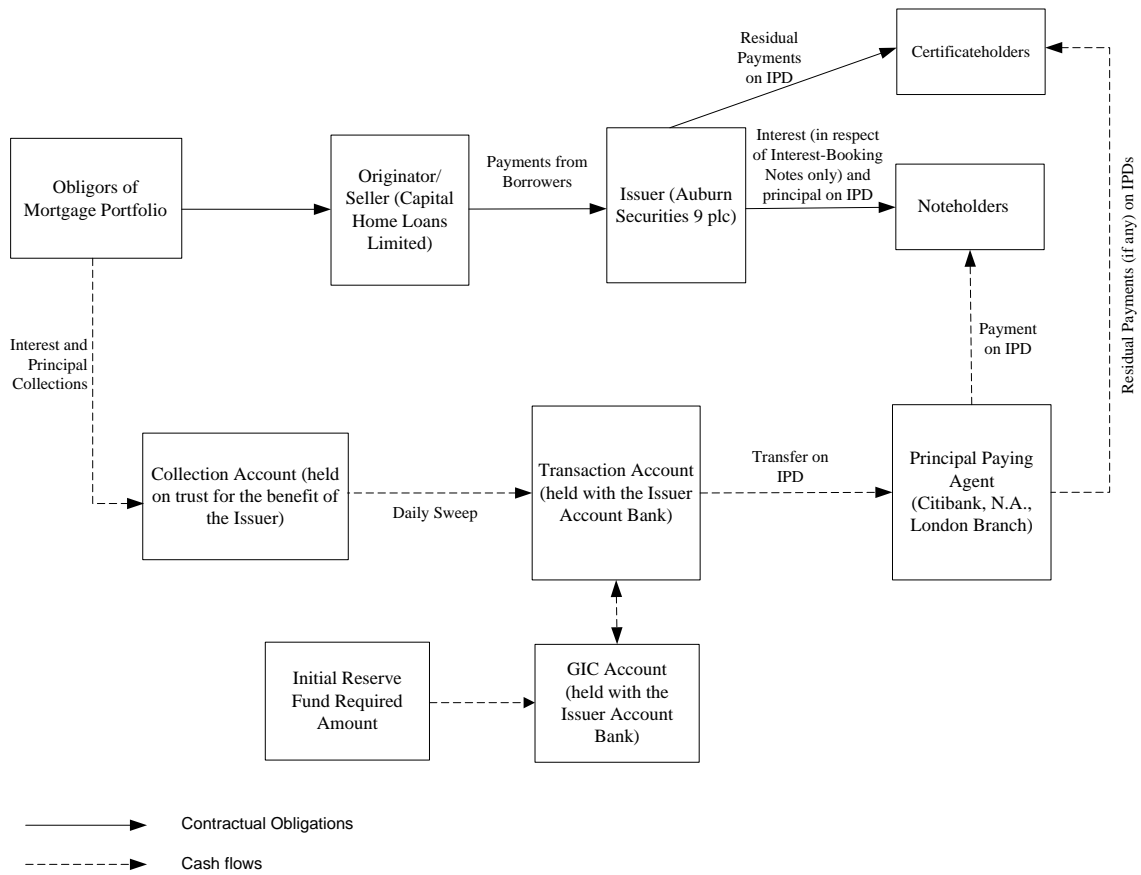 Residual
Payments
on IPD
Certificateholders
Obligors of
Mortgage Portfolio
Originator/
Seller (Capital
Home Loans
Limited)
Payments from
Borrowers
Issuer (Auburn
Securities 9 plc)
Interest (in respect
of Interest-Booking
Notes only) and
principal on IPD
Noteholders
Residual Payments (if any) on IPDs
Interest and
Principal
Collections
Payment
on IPD
Collection Account (held
on trust for the benefit of
the Issuer)
Daily Sweep
Transaction Account
(held with the Issuer
Account Bank)
Transfer on
IPD
Principal Paying
Agent
(Citibank, N.A.,
London Branch)
Initial Reserve
Fund Required
Amount
GIC Account
(held with the
Issuer Account
Bank)
Contractual Obligations
Cash flows